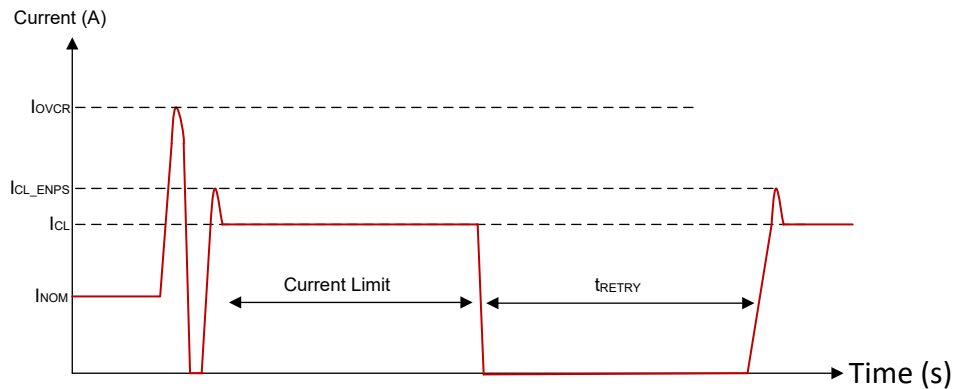 Current (A)
IOVCR
ICL_ENPS
ICL
INOM
Current Limit
tRETRY
Time (s)